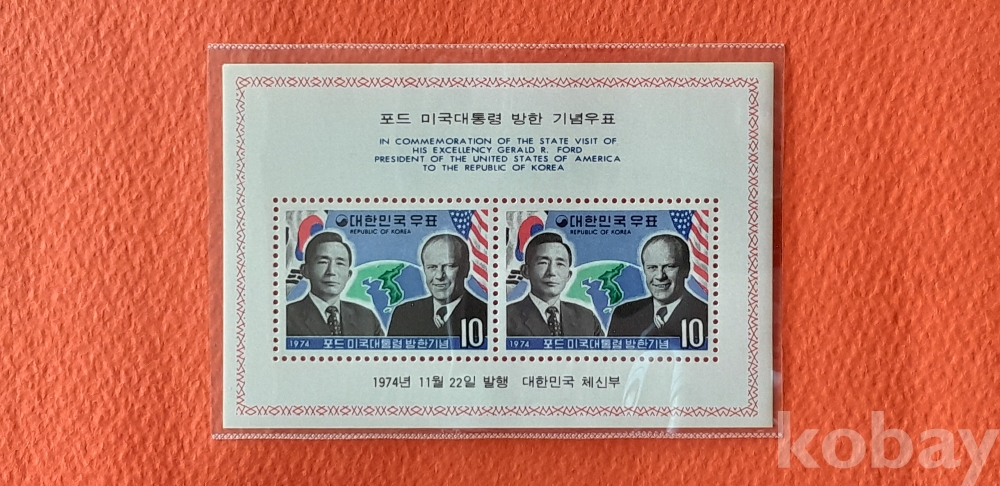 포드 미국대통령 방한 기념우표
IN COMMEMORATION OF THE STATE VISIT OF
HIS EXCELLENCY GERALD R. FORD
PRESIDENT OF THE UNITED STATES OF AMERICA
TO THE REPUBLIC OF KOREA
대한민국우표
REPUBLIC OF KOREA
10
1974 포드 미국대통령 방한기념
대한민국우표
REPUBLIC OF KOREA
10
1974 포드 미국대통령 방한기념
1974년 11월 22일 발행 대한민국 체신부
kobay